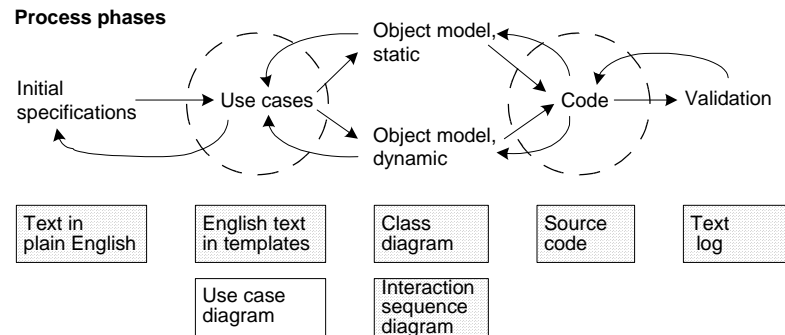 Process phases
Object model,
static
Initial
specifications
Use cases
Code
Validation
Object model,
dynamic
Text in
plain English
English text
in templates
Class
diagram
Source
code
Text
log
Use case
diagram
Interaction
sequence
diagram